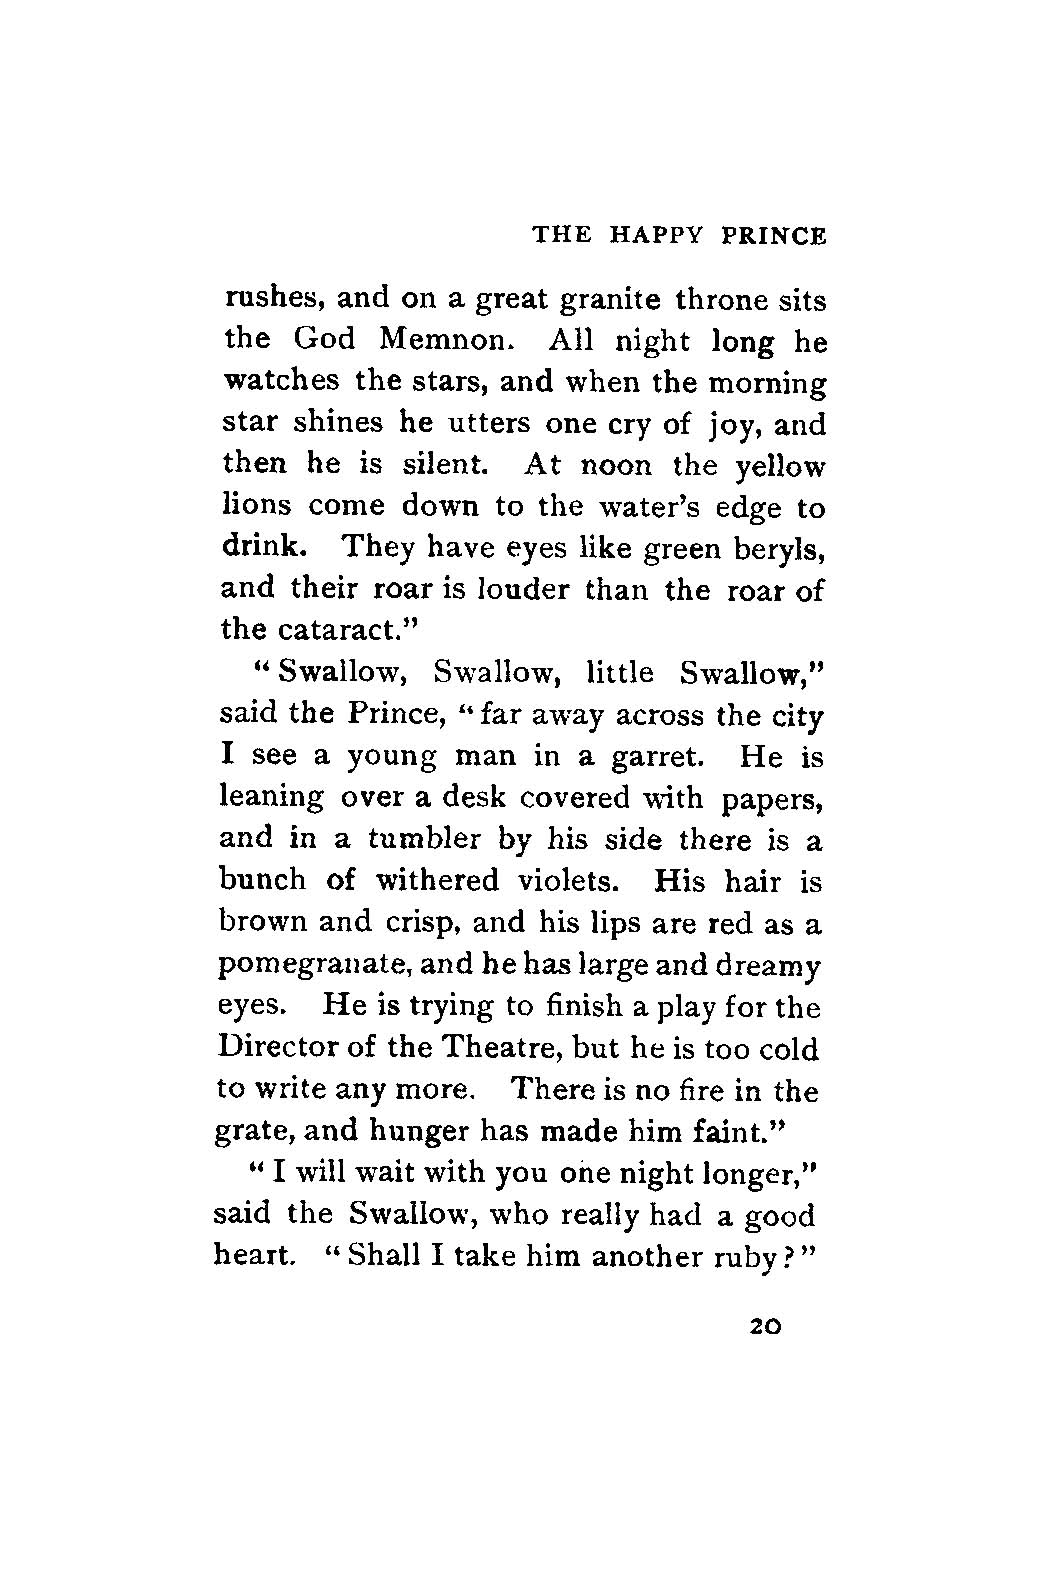 THE HAPPY PRINCE
rushes, and on a great granite throne sits
the God Memnon. All night long he
watches the stars, and when the morning
star shines he utters one cry of joy, and
then he is silent. At noon the yellow
lions come down to the water's edge to
drink. They have eyes like green beryls,
and their roar is louder than the roar of
the cataract."
"Swallow, Swallow, little Swallow,"
said the Prince, "far away across the city
I see a young man in a garret. He is
leaning over a desk covered with papers,
and in a tumbler by his side there is a
bunch of withered violets. His hair is
brown and crisp, and his lips are red as a
pomegranate, and he has large and dreamy
eyes. He is trying to finish a play for the
Director of the Theatre, but he is too cold
to write any more. There is no fire in the
grate, and hunger has made him faint."
"I will wait with you one night longer,"
said the Swallow, who really had a good
heart. "Shall I take him another ruby?"
20